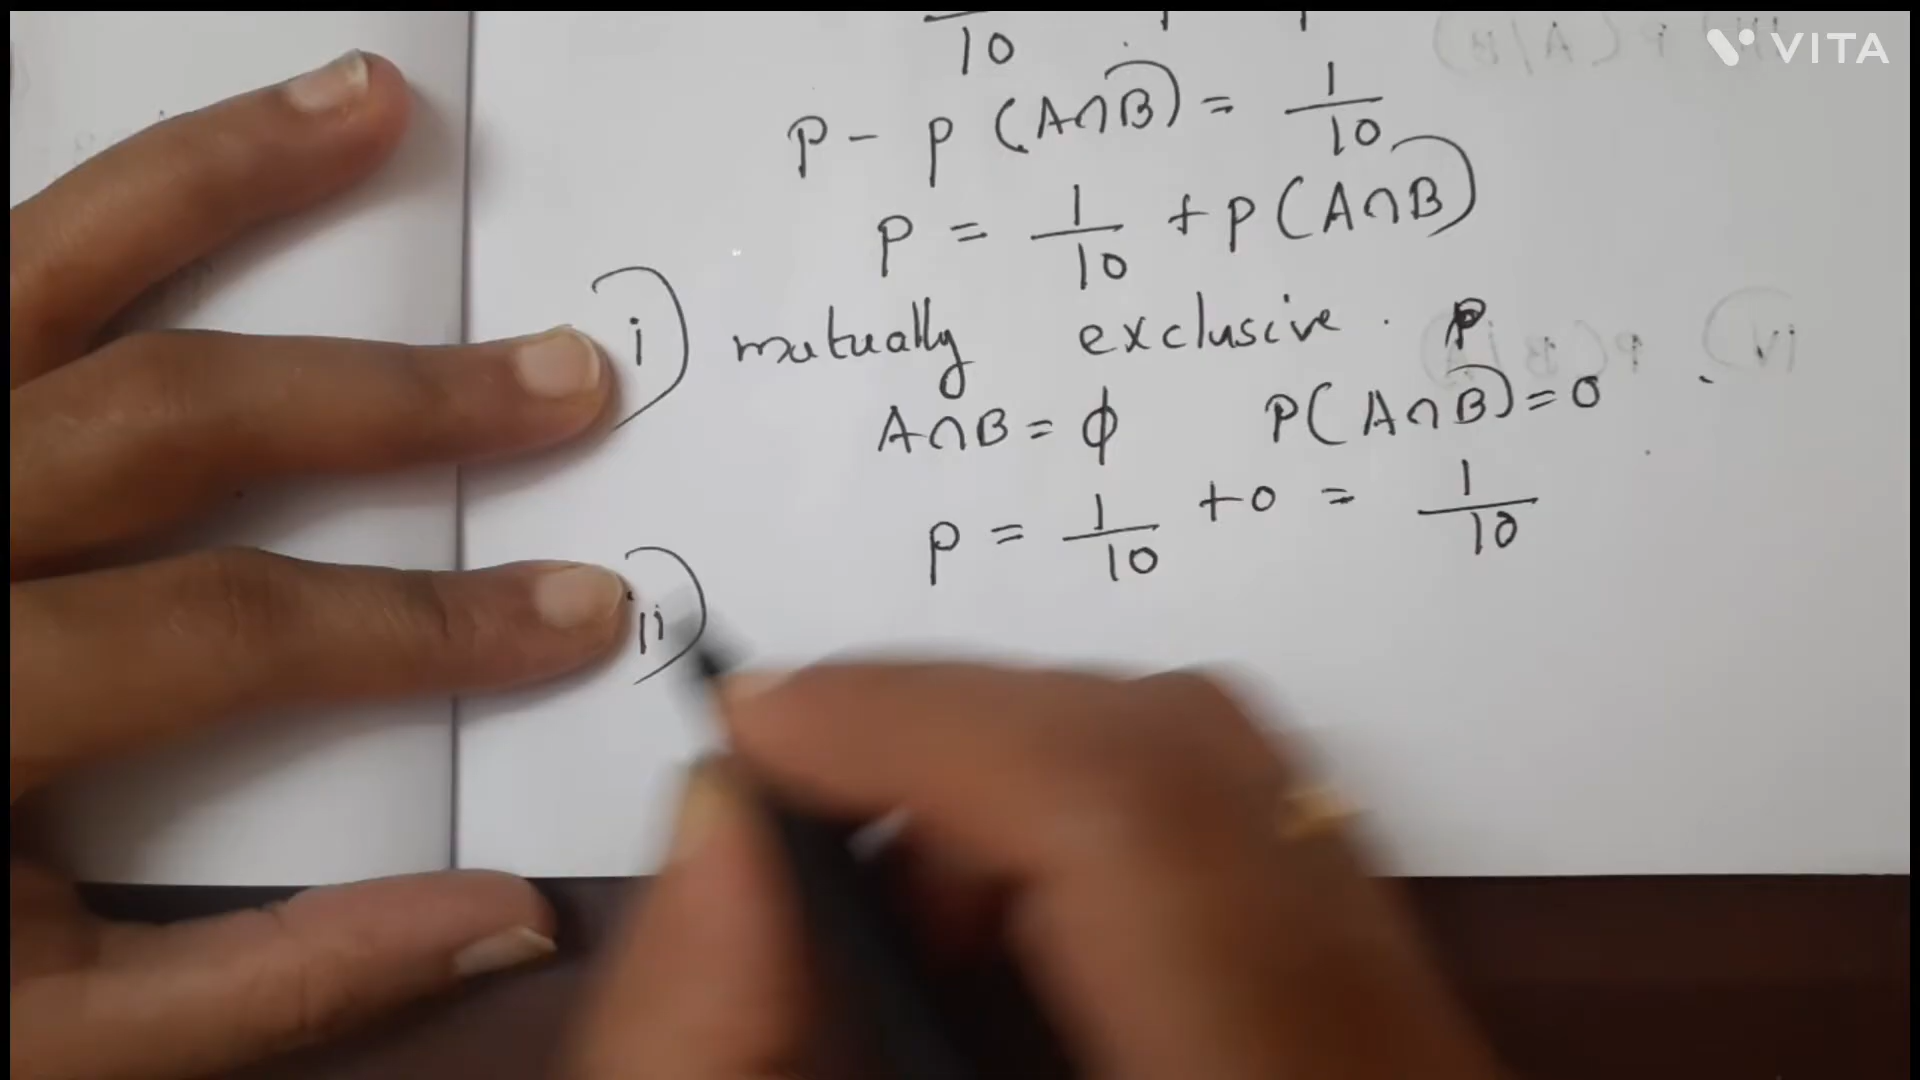 10
VITA
P - P (A∩B) = 1/10
P = 1/10 + P (A∩B)
i) mutually exclusive. P
A∩B = ϕ P(A∩B) = 0
P = 1/10 + 0 = 1/10
ii)